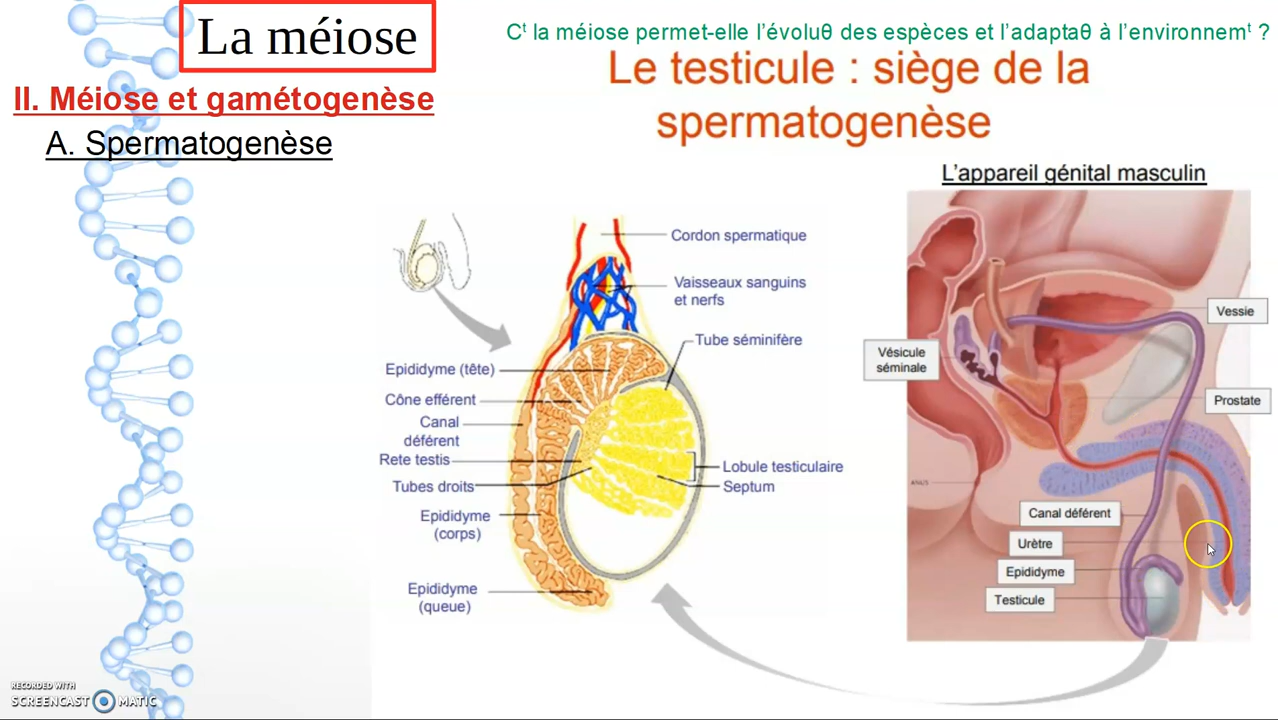 La méiose
Cᵗ la méiose permet-elle l'évoluθ des espèces et l'adaptaθ à l'environnemᵗ ?
II. Méiose et gamétogenèse
A. Spermatogenèse
Le testicule : siège de la
spermatogenèse
L'appareil génital masculin
Cordon spermatique
Vaisseaux sanguins
et nerfs
Tube séminifère
Epididyme (tête)
Cône efférent
Canal
déférent
Rete testis
Tubes droits
Epididyme
(corps)
Epididyme
(queue)
Lobule testiculaire
Septum
Vessie
Vésicule
séminale
Prostate
ANUS
Canal déférent
Urètre
Epididyme
Testicule
RECORDED WITH
SCREENCAST MATIC